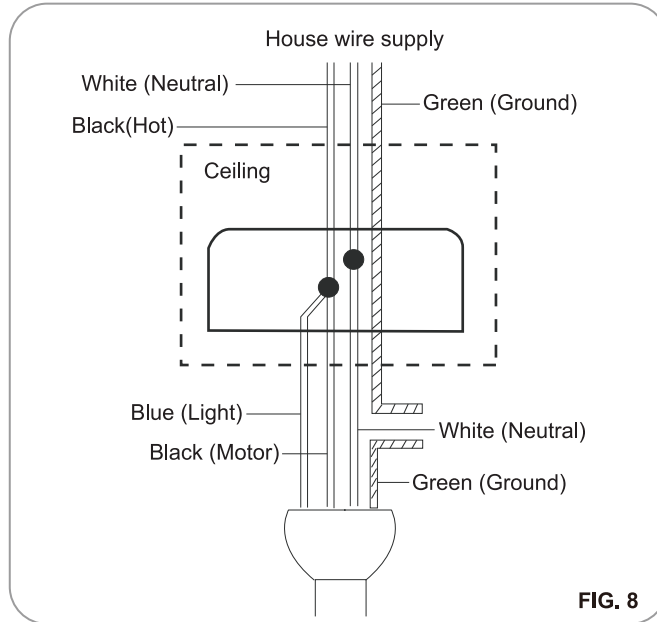 House wire supply
White (Neutral)
Green (Ground)
Black(Hot)
Ceiling
Blue (Light)
White (Neutral)
Black (Motor)
Green (Ground)
FIG. 8